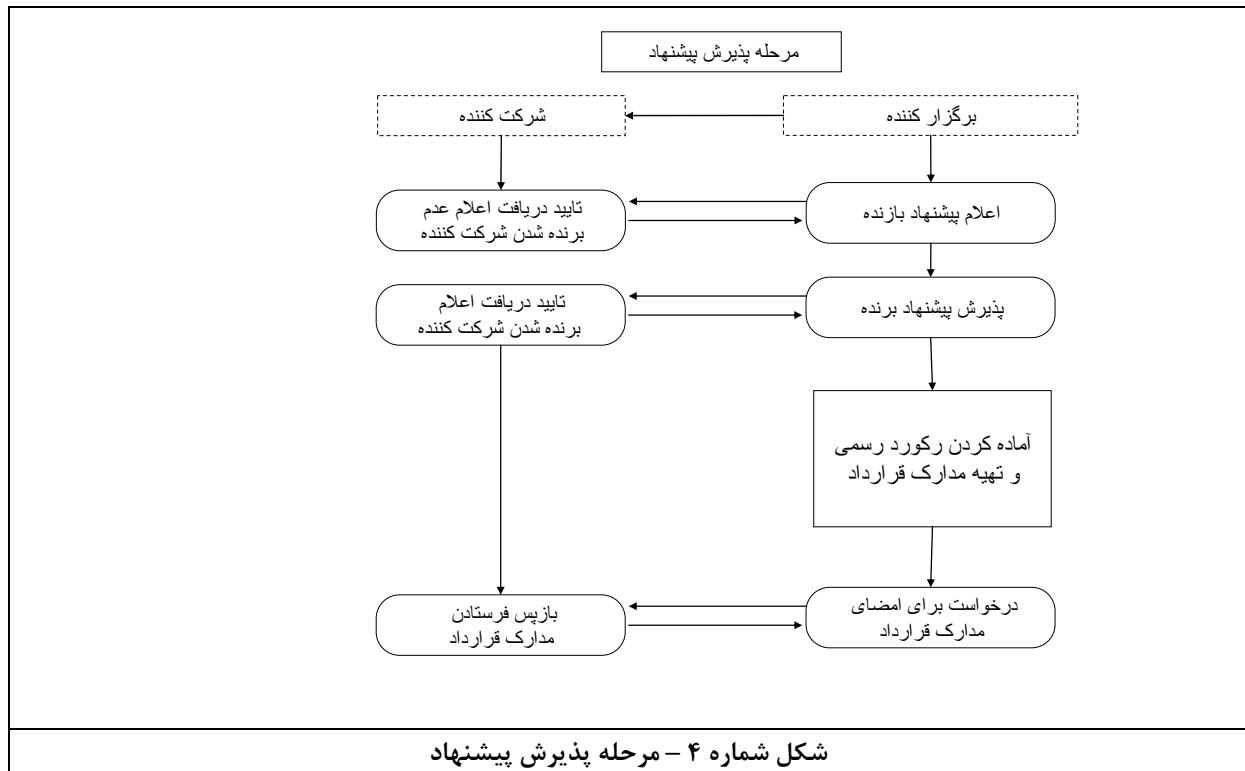 مرحله پذیرش پیشنهاد
برگزار کننده
شرکت کننده
اعلام پیشنهاد بازنده
تایید دریافت اعلام عدم
برنده شدن شرکت کننده
پذیرش پیشنهاد برنده
تایید دریافت اعلام
برنده شدن شرکت کننده
آماده کردن رکورد رسمی
و تهیه مدارک قرارداد
درخواست برای امضای
مدارک قرارداد
بازپس فرستادن
مدارک قرارداد
شکل شماره ۴ – مرحله پذیرش پیشنهاد